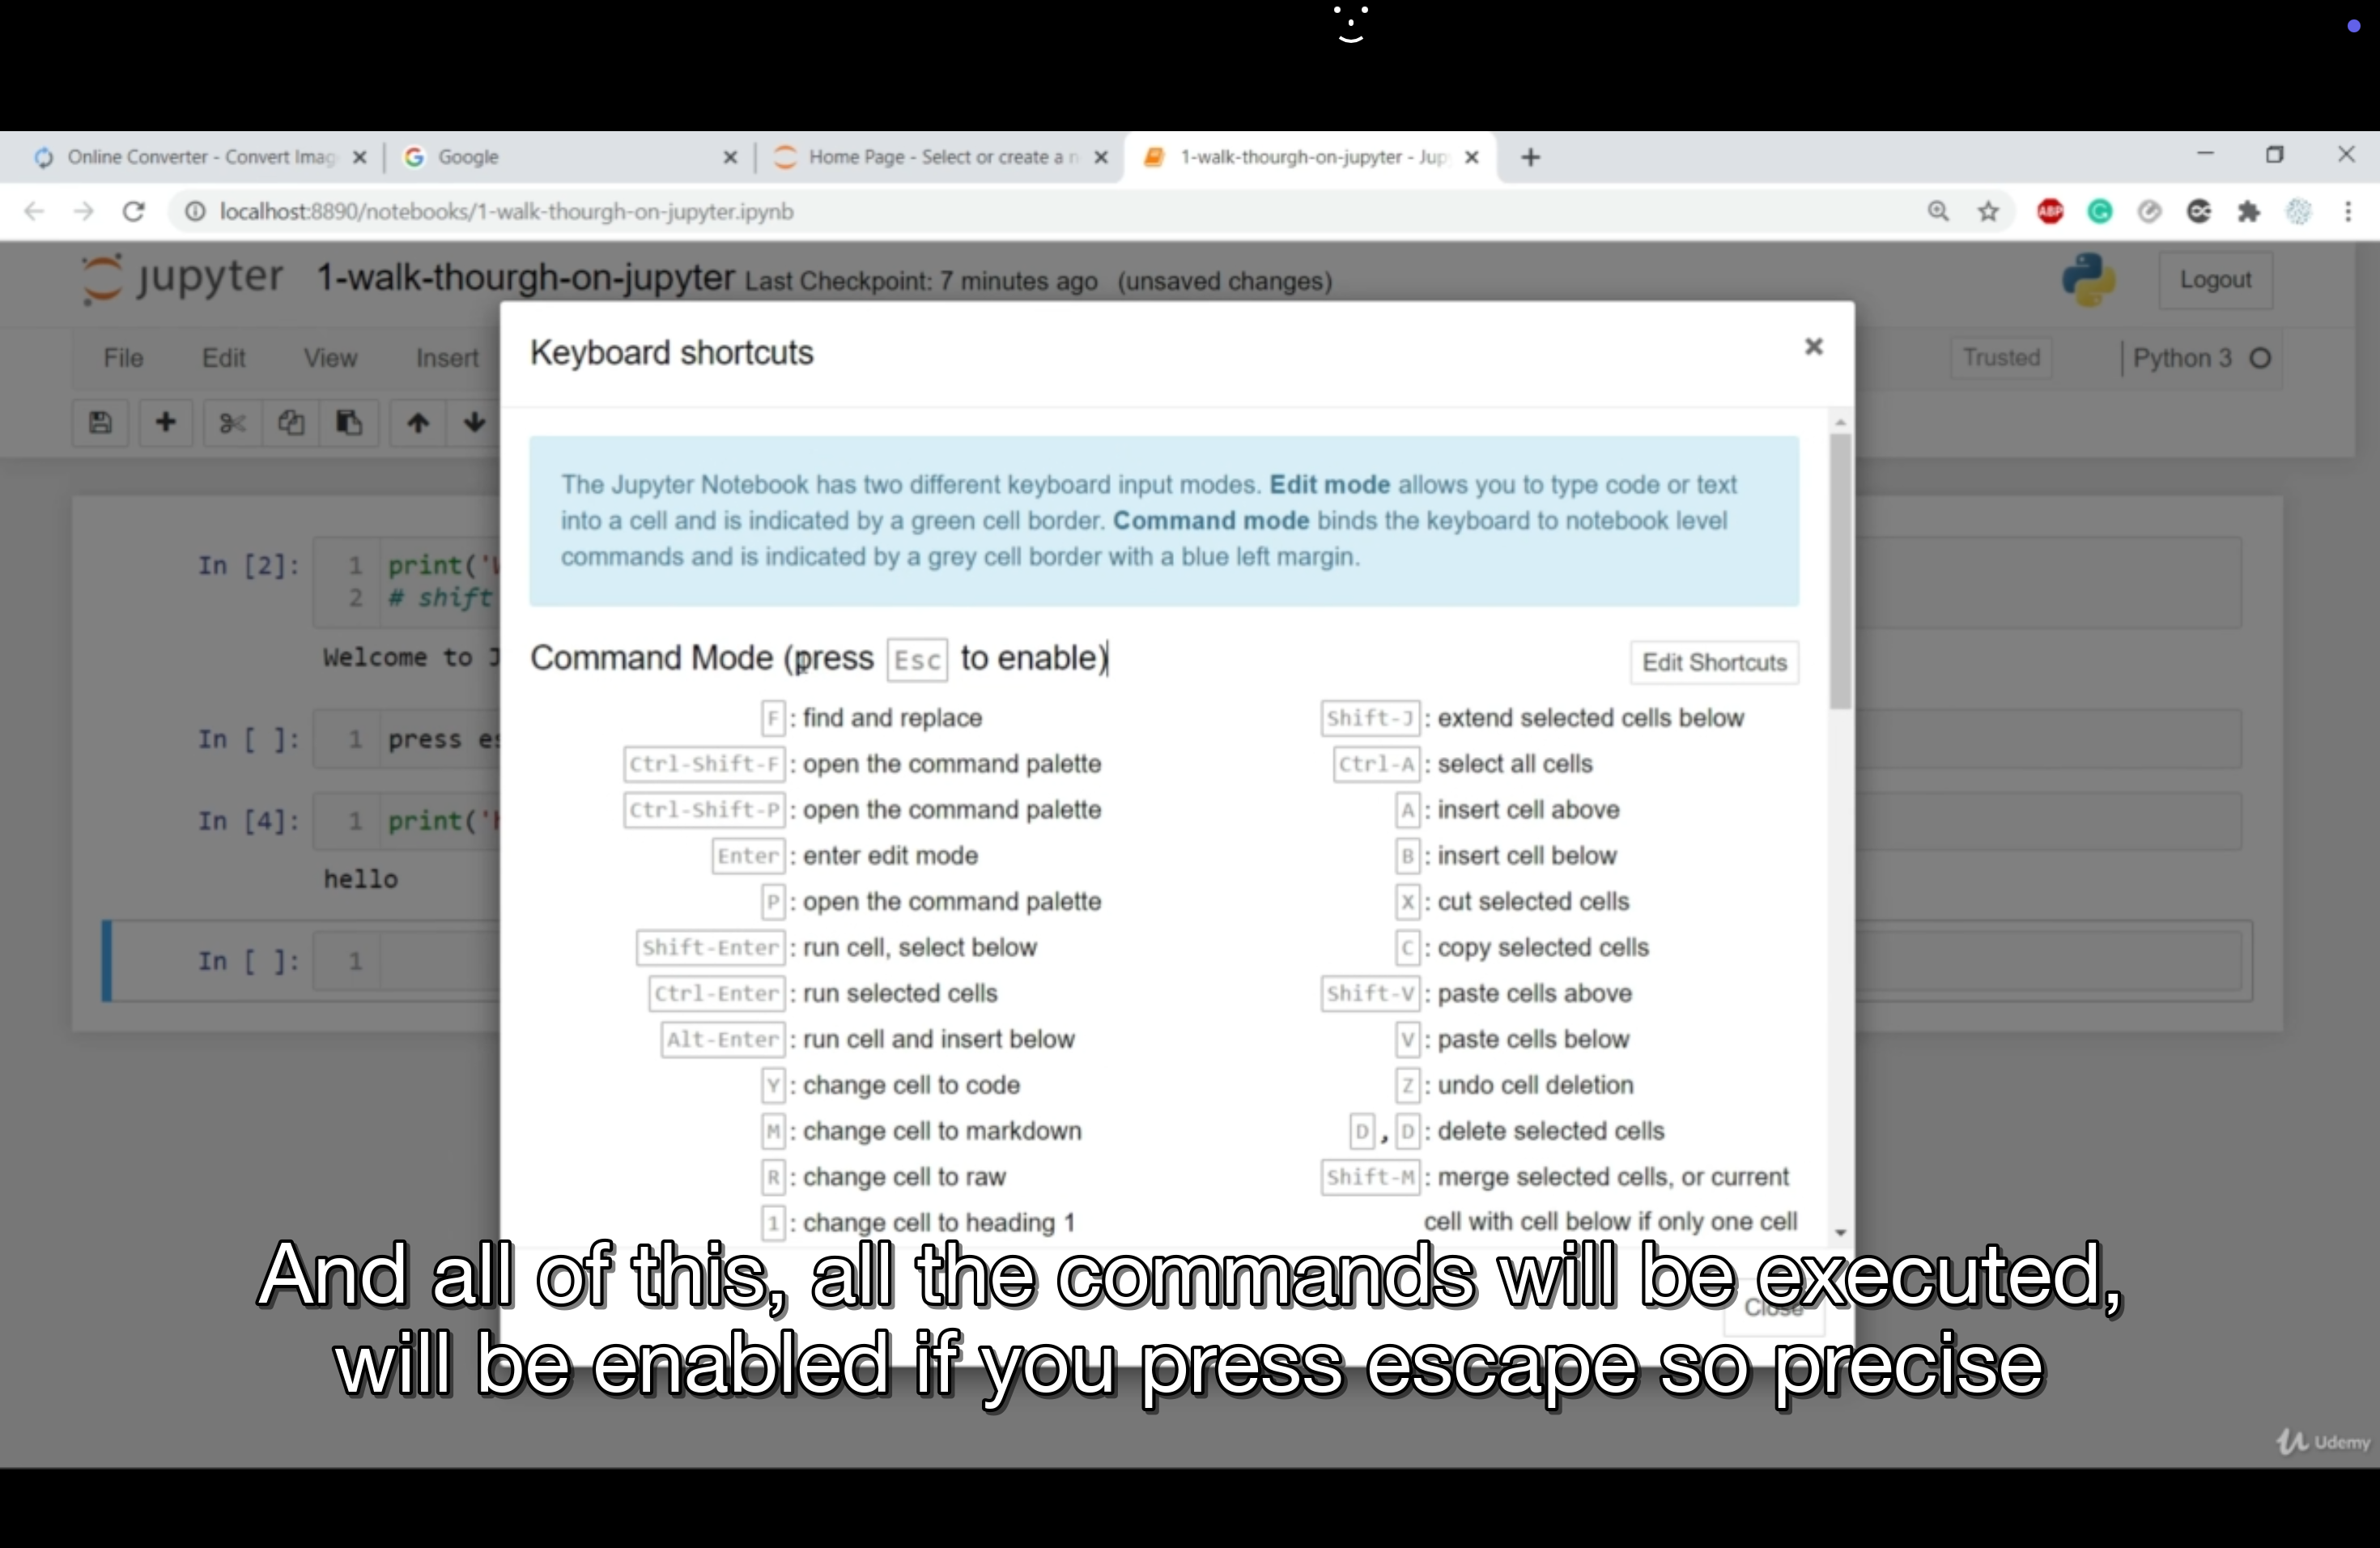 Online Converter - Convert Imag
Google
Home Page - Select or create a n
1-walk-thourgh-on-jupyter - Jup
localhost:8890/notebooks/1-walk-thourgh-on-jupyter.ipynb
ABP
jupyter 1-walk-thourgh-on-jupyter Last Checkpoint: 7 minutes ago (unsaved changes)
Logout
File Edit View Insert
Trusted
Python 3
Keyboard shortcuts
The Jupyter Notebook has two different keyboard input modes. Edit mode allows you to type code or text
into a cell and is indicated by a green cell border. Command mode binds the keyboard to notebook level
commands and is indicated by a grey cell border with a blue left margin.
In [2]: 1 print('
2 # shift
Welcome to J
In [ ]: 1 press es
In [4]: 1 print('h
hello
In [ ]: 1
Command Mode (press Esc to enable)
Edit Shortcuts
F : find and replace
Ctrl-Shift-F : open the command palette
Ctrl-Shift-P : open the command palette
Enter : enter edit mode
P : open the command palette
Shift-Enter : run cell, select below
Ctrl-Enter : run selected cells
Alt-Enter : run cell and insert below
Y : change cell to code
M : change cell to markdown
R : change cell to raw
1 : change cell to heading 1
Shift-J : extend selected cells below
Ctrl-A : select all cells
A : insert cell above
B : insert cell below
X : cut selected cells
C : copy selected cells
Shift-V : paste cells above
V : paste cells below
Z : undo cell deletion
D , D : delete selected cells
Shift-M : merge selected cells, or current
cell with cell below if only one cell
Close
And all of this, all the commands will be executed,
will be enabled if you press escape so precise
Udemy